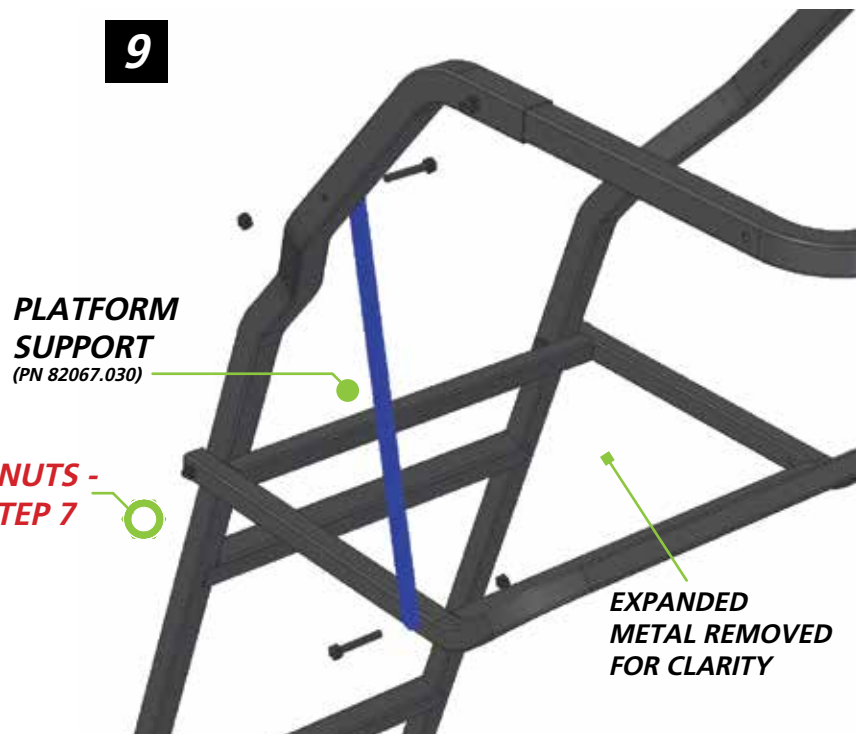 9
PLATFORM
SUPPORT
(PN 82067.030)
NUTS -
TEP 7
EXPANDED
METAL REMOVED
FOR CLARITY